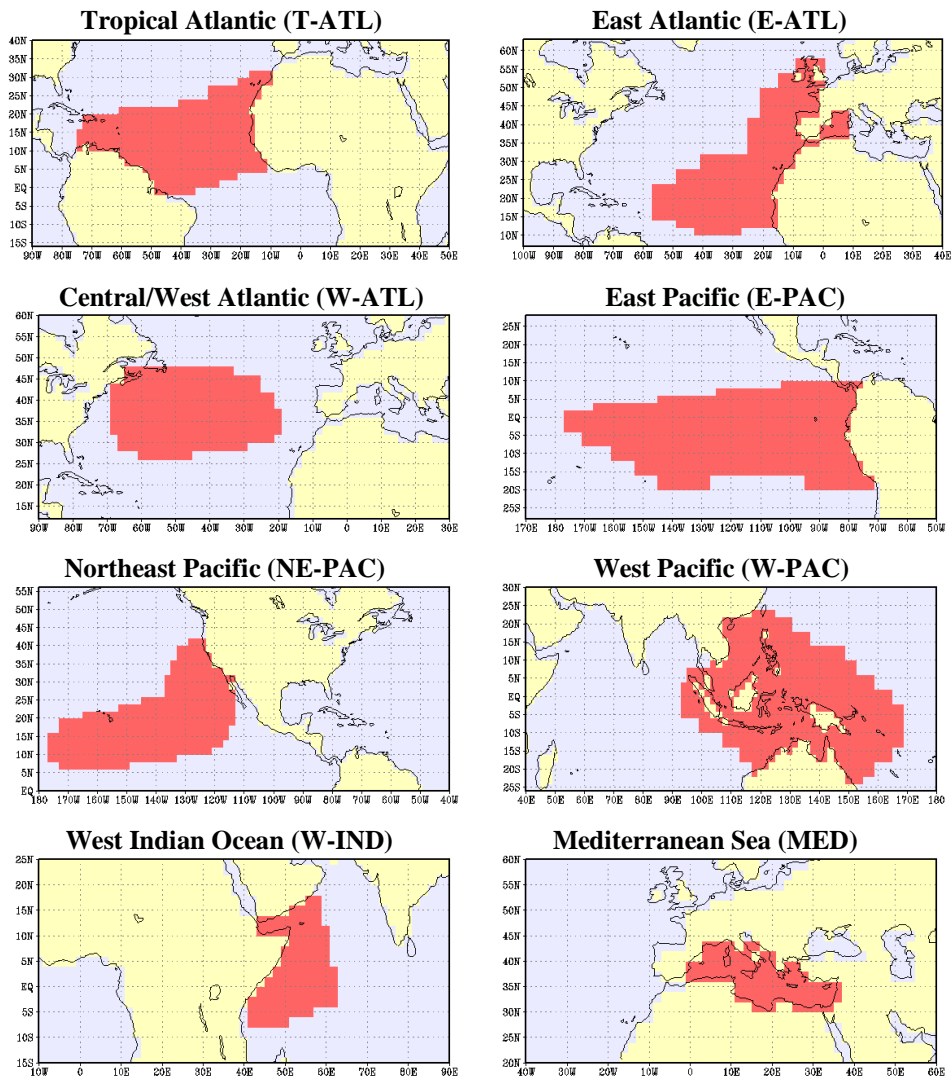 Tropical Atlantic (T-ATL)
40N
35N
30N
25N
20N
15N
10N
5N
EQ
5S
10S
15S
90W 80W 70W 60W 50W 40W 30W 20W 10W 0 10E 20E 30E 40E 50E
East Atlantic (E-ATL)
60N
55N
50N
45N
40N
35N
30N
25N
20N
15N
10N
100W 90W 80W 70W 60W 50W 40W 30W 20W 10W 0 10E 20E 30E 40E
Central/West Atlantic (W-ATL)
60N
55N
50N
45N
40N
35N
30N
25N
20N
15N
90W 80W 70W 60W 50W 40W 30W 20W 10W 0 10E 20E 30E
East Pacific (E-PAC)
25N
20N
15N
10N
5N
EQ
5S
10S
15S
20S
25S
170E 180 170W 160W 150W 140W 130W 120W 110W 100W 90W 80W 70W 60W 50W
Northeast Pacific (NE-PAC)
55N
50N
45N
40N
35N
30N
25N
20N
15N
10N
5N
EQ
180 170W 160W 150W 140W 130W 120W 110W 100W 90W 80W 70W 60W 50W 40W
West Pacific (W-PAC)
30N
25N
20N
15N
10N
5N
EQ
5S
10S
15S
20S
25S
40E 50E 60E 70E 80E 90E 100E 110E 120E 130E 140E 150E 160E 170E 180
West Indian Ocean (W-IND)
25N
20N
15N
10N
5N
EQ
5S
10S
15S
10W 0 10E 20E 30E 40E 50E 60E 70E 80E 90E
Mediterranean Sea (MED)
60N
55N
50N
45N
40N
35N
30N
25N
20N
40W 30W 20W 10W 0 10E 20E 30E 40E 50E 60E